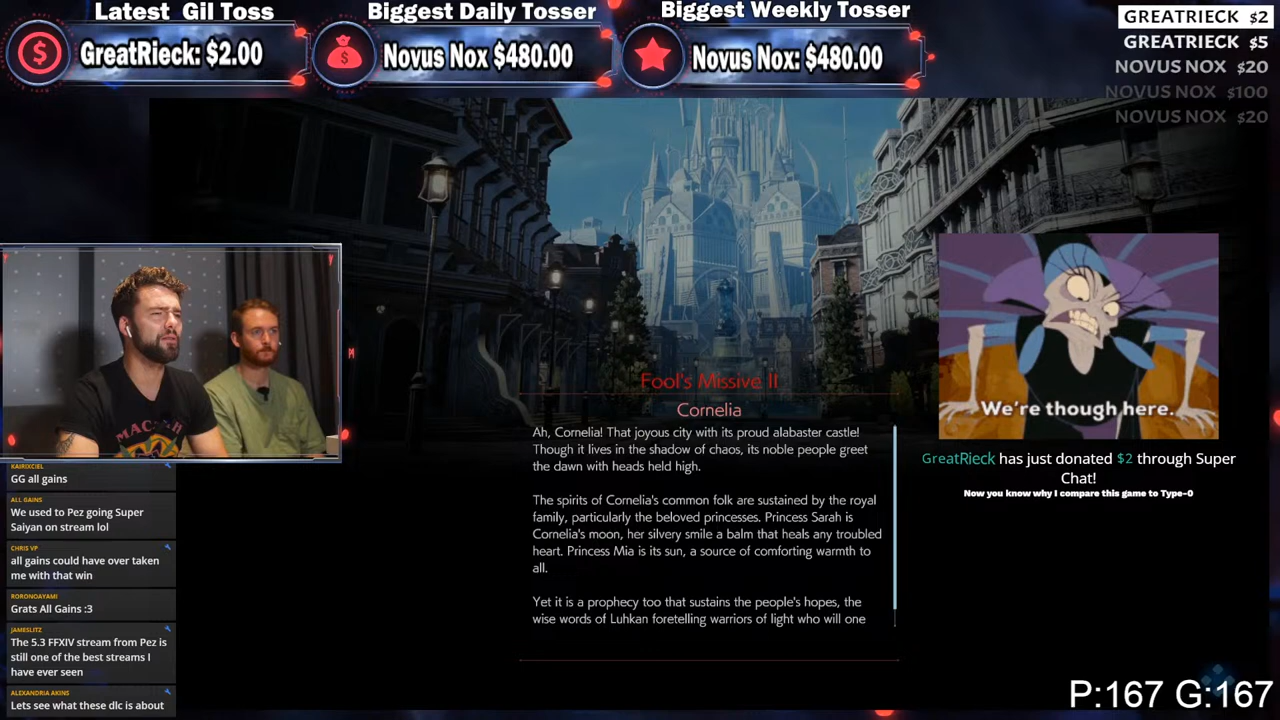 Latest Gil Toss
GreatRieck: $2.00
Biggest Daily Tosser
Novus Nox $480.00
Biggest Weekly Tosser
Novus Nox: $480.00
GREATRIECK $2
GREATRIECK $5
NOVUS NOX $20
NOVUS NOX $100
NOVUS NOX $20
Fool's Missive II
Cornelia
Ah, Cornelia! That joyous city with its proud alabaster castle!
Though it lives in the shadow of chaos, its noble people greet
the dawn with heads held high.
The spirits of Cornelia's common folk are sustained by the royal
family, particularly the beloved princesses. Princess Sarah is
Cornelia's moon, her silvery smile a balm that heals any troubled
heart. Princess Mia is its sun, a source of comforting warmth to
all.
Yet it is a prophecy too that sustains the people's hopes, the
wise words of Luhkan foretelling warriors of light who will one
We're though here.
GreatRieck has just donated $2 through Super
Chat!
Now you know why I compare this game to Type-0
KAIRIXCIEL
GG all gains
ALL GAINS
We used to Pez going Super
Saiyan on stream lol
CHRIS VP
all gains could have over taken
me with that win
RORONOAYAMI
Grats All Gains :3
JAMESLITZ
The 5.3 FFXIV stream from Pez is
still one of the best streams I
have ever seen
ALEXANDRIA AKINS
Lets see what these dlc is about
P:167 G:167